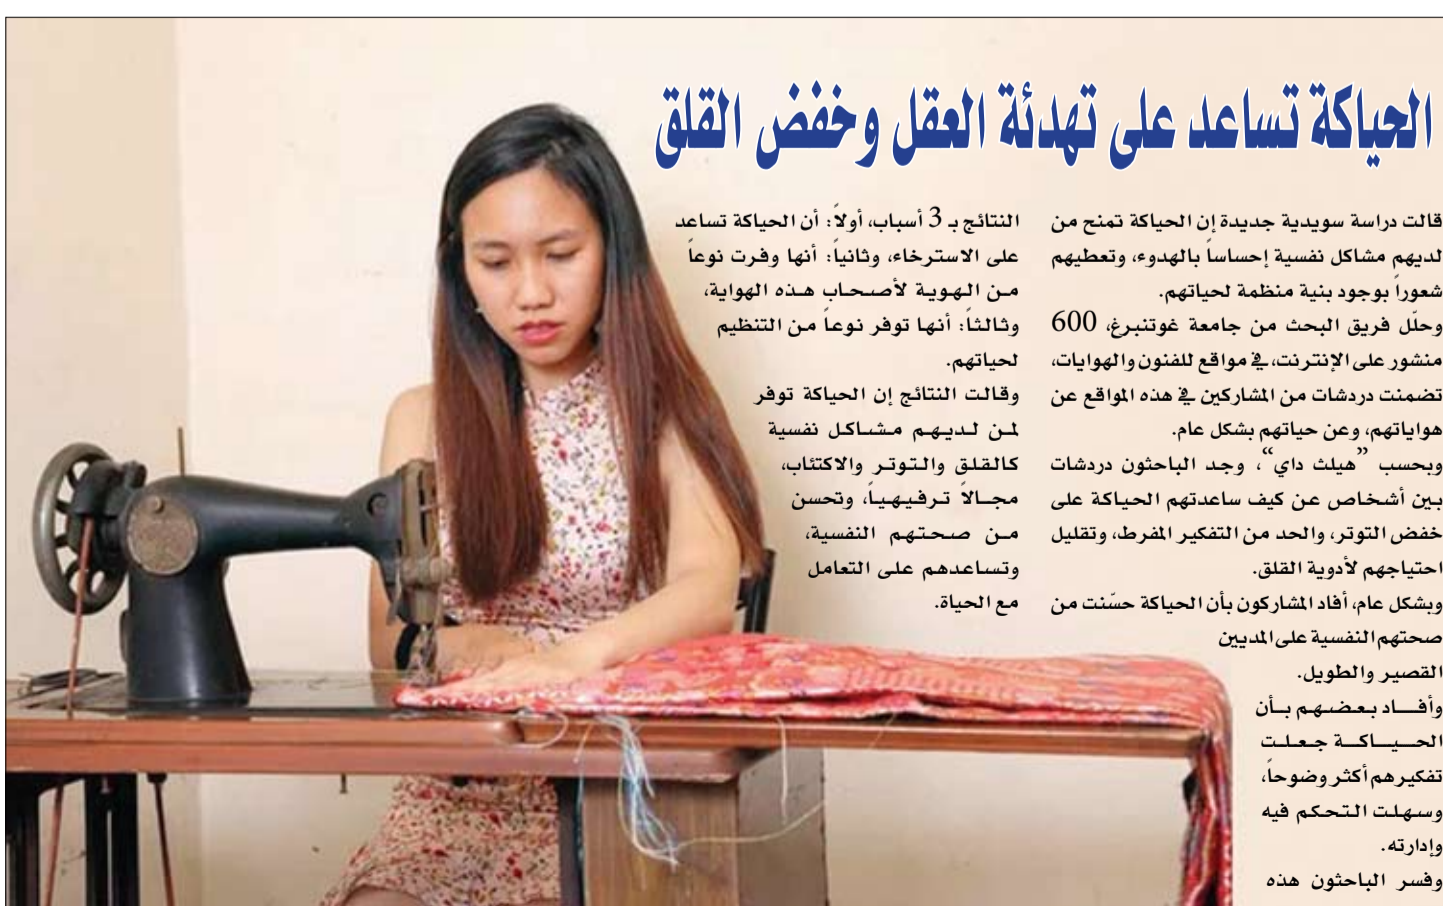 الحياكة تساعد على تهدئة العقل وخفض القلق
قالت دراسة سويدية جديدة إن الحياكة تمنح من
لديهم مشاكل نفسية إحساساً بالهدوء، وتعطيهم
شعوراً بوجود بنية منظمة لحياتهم.
وحلّل فريق البحث من جامعة غوتنبرغ، 600
منشور على الإنترنت، في مواقع للفنون والهوايات،
تضمنت دردشات من المشاركين في هذه المواقع عن
هواياتهم، وعن حياتهم بشكل عام.
وبحسب “هيلث داي“، وجد الباحثون دردشات
بين أشخاص عن كيف ساعدتهم الحياكة على
خفض التوتر، والحد من التفكير المفرط، وتقليل
احتياجهم لأدوية القلق.
وبشكل عام، أفاد المشاركون بأن الحياكة حسّنت من
صحتهم النفسية على المديين
القصير والطويل.
وأفــاد بعضهم بــأن
الحــيــاكــة جعلت
تفكيرهم أكثر وضوحاً،
وسهلت التحكم فيه
وإدارته.
وفسر الباحثون هذه
النتائج بـ 3 أسباب، أولاً: أن الحياكة تساعد
على الاسترخاء، وثانياً: أنها وفرت نوعاً
من الهوية لأصحاب هذه الهواية،
وثالثاً: أنها توفر نوعاً من التنظيم
لحياتهم.
وقالت النتائج إن الحياكة توفر
لمن لديهم مشاكل نفسية
كالقلق والتوتر والاكتئاب،
مجــالاً ترفيهياً، وتحسن
من صحتهم النفسية،
وتساعدهم على التعامل
مع الحياة.